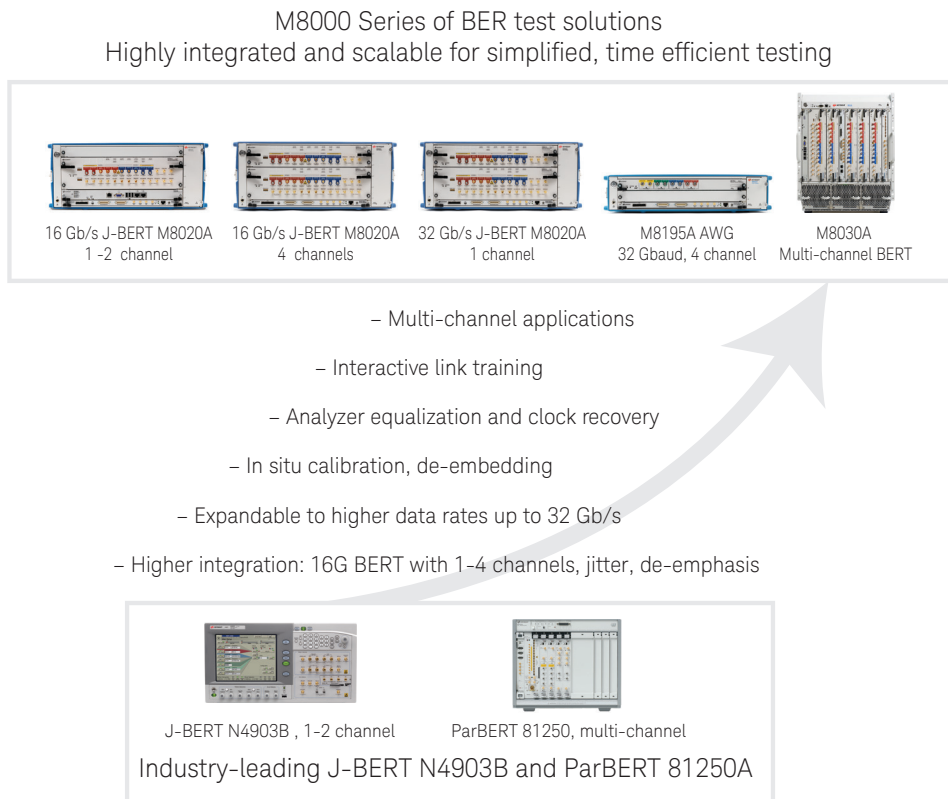 M8000 Series of BER test solutions
Highly integrated and scalable for simplified, time efficient testing
16 Gb/s J-BERT M8020A
1 -2 channel
16 Gb/s J-BERT M8020A
4 channels
32 Gb/s J-BERT M8020A
1 channel
M8195A AWG
32 Gbaud, 4 channel
M8030A
Multi-channel BERT
– Multi-channel applications
– Interactive link training
– Analyzer equalization and clock recovery
– In situ calibration, de-embedding
– Expandable to higher data rates up to 32 Gb/s
– Higher integration: 16G BERT with 1-4 channels, jitter, de-emphasis
J-BERT N4903B , 1-2 channel
ParBERT 81250, multi-channel
Industry-leading J-BERT N4903B and ParBERT 81250A